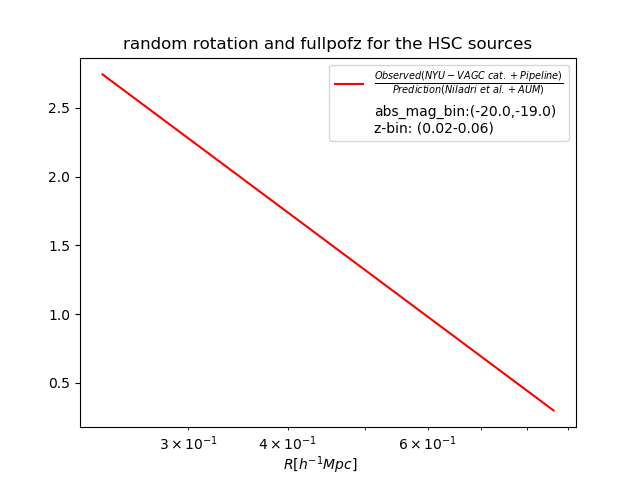 random rotation and fullpofz for the HSC sources
Observed(NYU−VAGC cat. +Pipeline)
Prediction(Niladri et al. +AUM)
abs_mag_bin:(-20.0,-19.0)
z-bin: (0.02-0.06)
2.5
2.0
1.5
1.0
0.5
3×10⁻¹ 4×10⁻¹ 6×10⁻¹
R[h⁻¹Mpc]